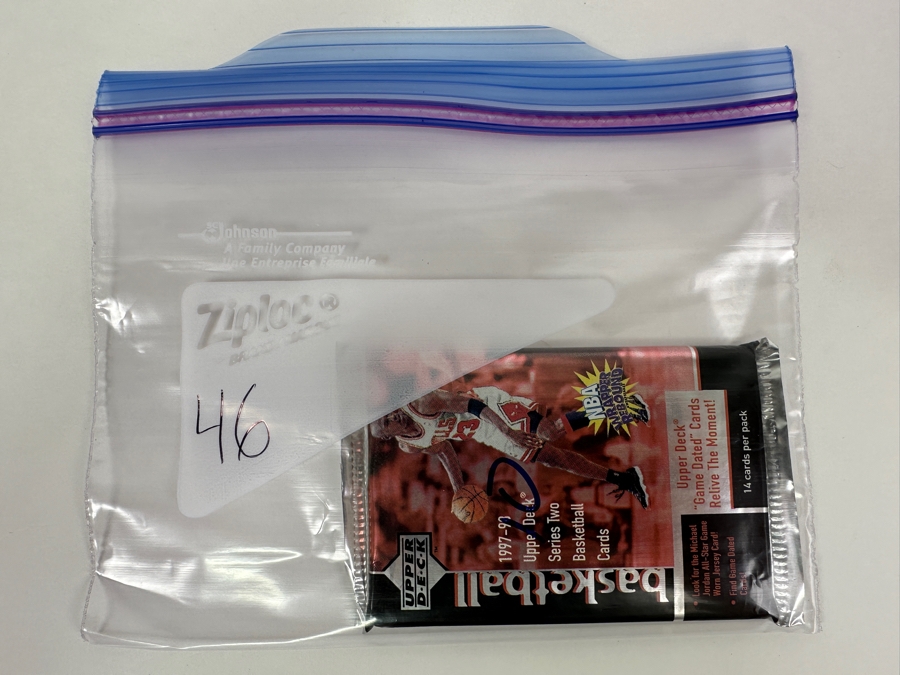 Johnson
A Family Company
Une Entreprise Familiale
Ziploc®
46
NBA
Upper Deck®
"Game Dated" Cards
Relive The Moment!
14 cards per pack
10
1997-98
Upper Deck®
Series Two
Basketball
Cards
UPPER
DECK
basketball
• Look for the Michael
Jordan All-Star Game
Worn Jersey Card!
• Find Game Dated
Cards!